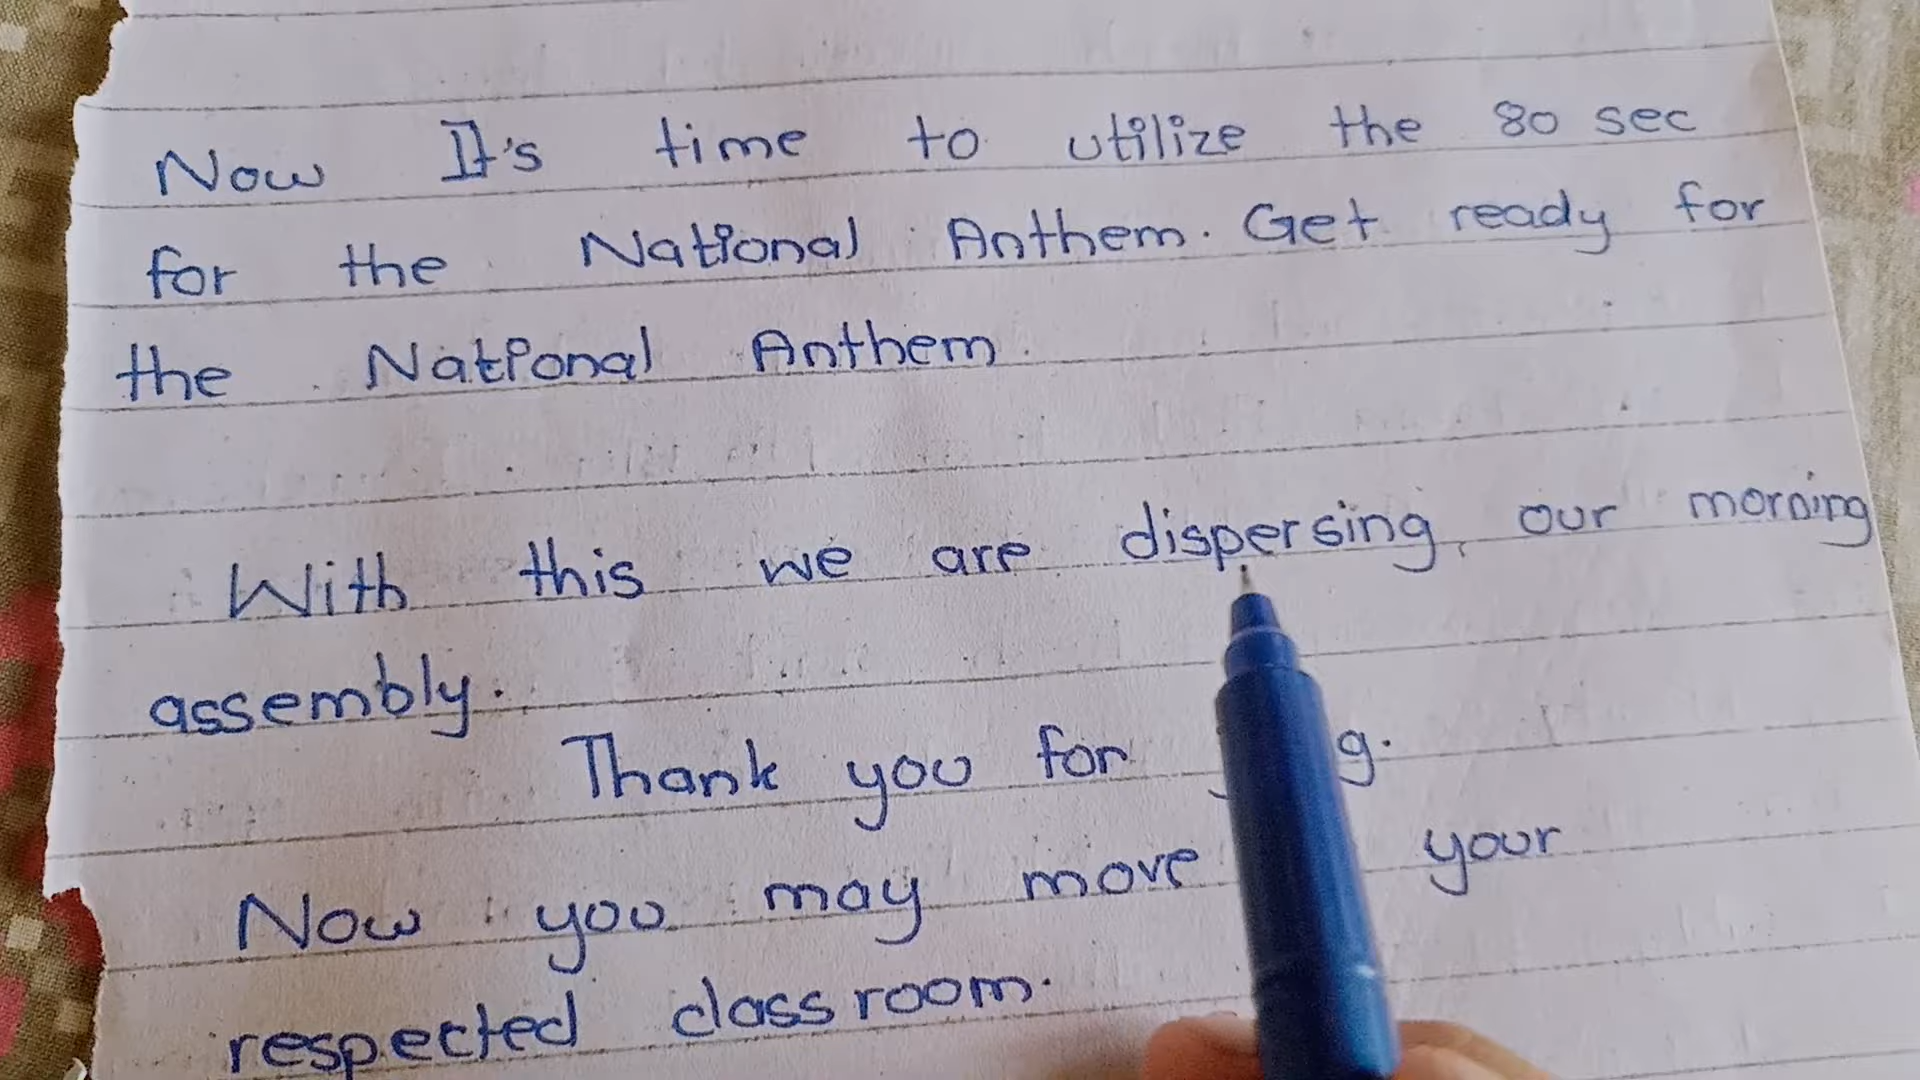 Now It's time to utilize the 80 sec
for the National Anthem. Get ready for
the National Anthem.
With this we are dispersing our morning
assembly.
Thank you for
Now you may move your
respected classroom.